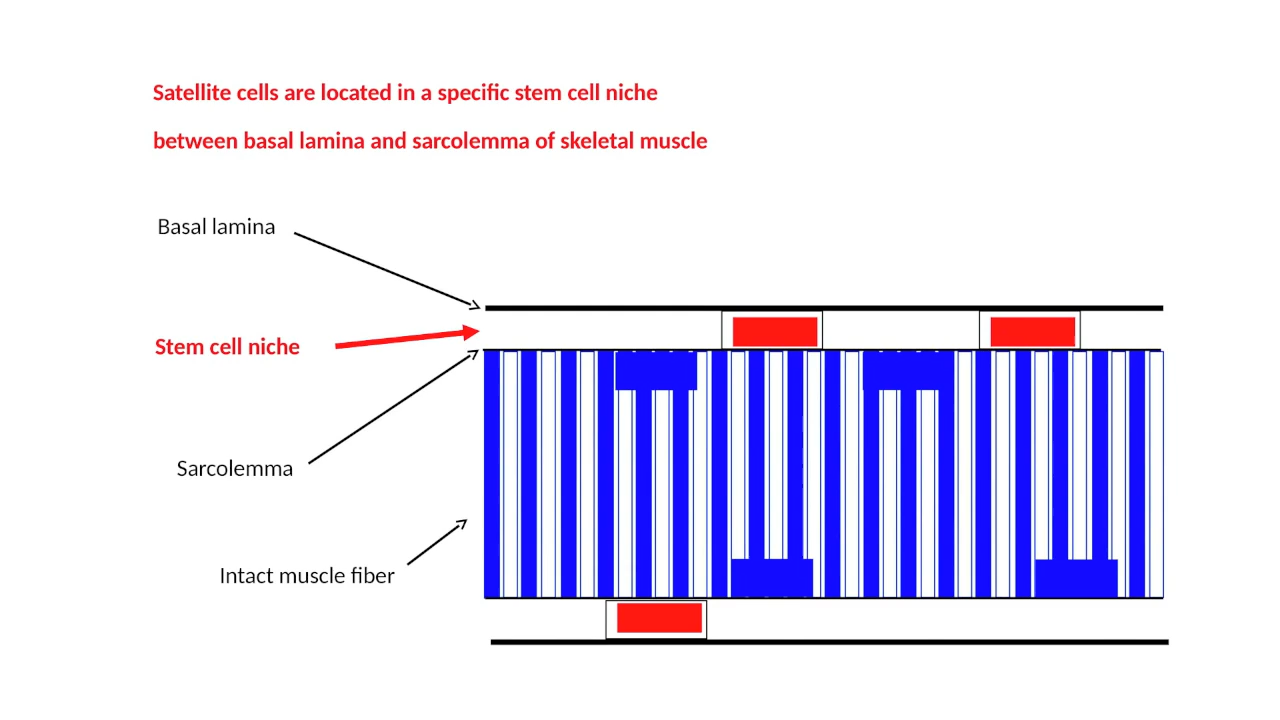 Satellite cells are located in a specific stem cell niche
between basal lamina and sarcolemma of skeletal muscle
Basal lamina
Stem cell niche
Sarcolemma
Intact muscle fiber